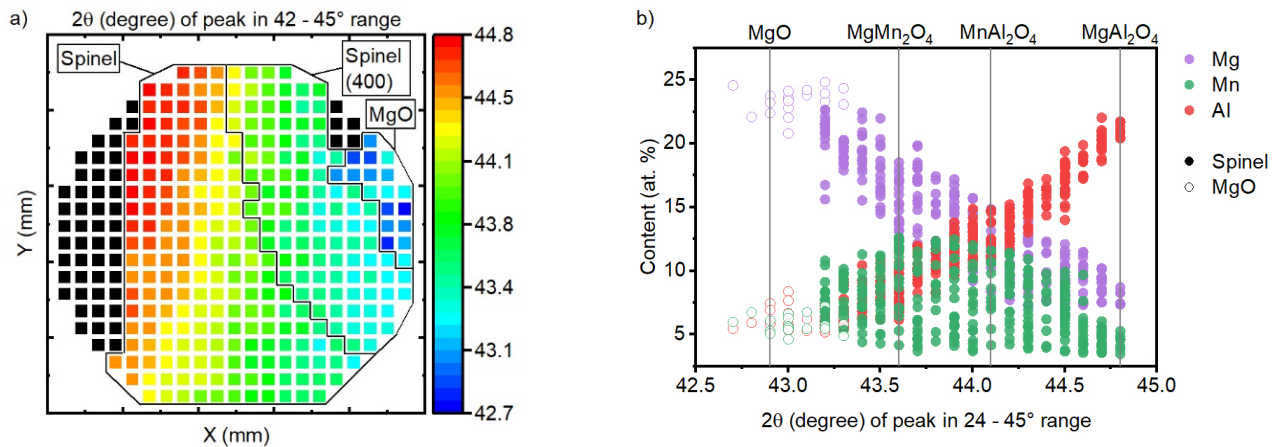 a)
2θ (degree) of peak in 42 - 45° range
Spinel
Spinel
(400)
MgO
44.8
44.5
44.1
43.8
43.4
43.1
42.7
Y (mm)
X (mm)
b)
MgO
MgMn2O4
MnAl2O4
MgAl2O4
25
20
15
10
5
Content (at. %)
42.5
43.0
43.5
44.0
44.5
45.0
2θ (degree) of peak in 24 - 45° range
Mg
Mn
Al
Spinel
MgO